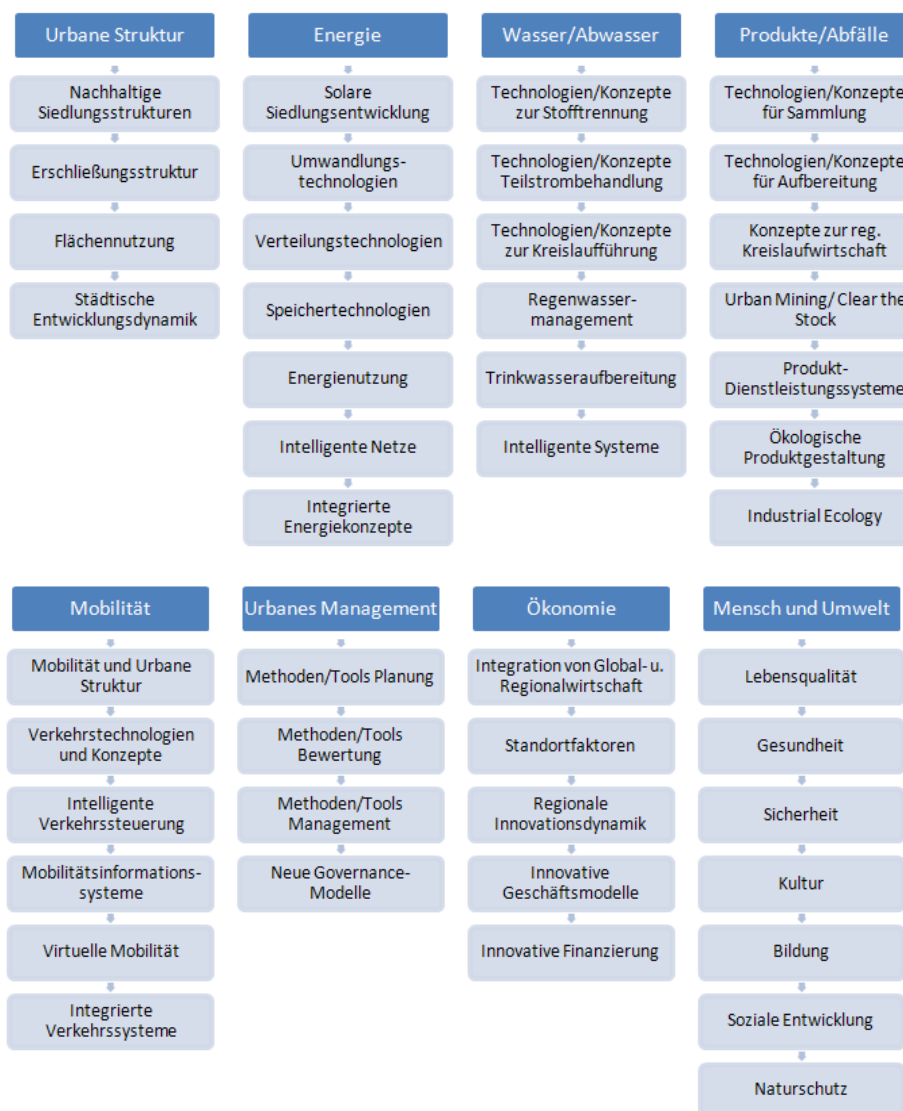 Urbane Struktur
Nachhaltige
Siedlungsstrukturen
Erschließungsstruktur
Flächennutzung
Städtische
Entwicklungsdynamik
Energie
Solare
Siedlungsentwicklung
Umwandlungs-
technologien
Verteilungstechnologien
Speichertechnologien
Energienutzung
Intelligente Netze
Integrierte
Energiekonzepte
Wasser/Abwasser
Technologien/Konzepte
zur Stofftrennung
Technologien/Konzepte
Teilstrombehandlung
Technologien/Konzepte
zur Kreislaufführung
Regenwasser-
management
Trinkwasseraufbereitung
Intelligente Systeme
Produkte/Abfälle
Technologien/Konzepte
für Sammlung
Technologien/Konzepte
für Aufbereitung
Konzepte zur reg.
Kreislaufwirtschaft
Urban Mining/ Clear the
Stock
Produkt-
Dienstleistungssysteme
Ökologische
Produktgestaltung
Industrial Ecology
Mobilität
Mobilität und Urbane
Struktur
Verkehrstechnologien
und Konzepte
Intelligente
Verkehrssteuerung
Mobilitätsinformations-
systeme
Virtuelle Mobilität
Integrierte
Verkehrssysteme
Urbanes Management
Methoden/Tools Planung
Methoden/Tools
Bewertung
Methoden/Tools
Management
Neue Governance-
Modelle
Ökonomie
Integration von Global- u.
Regionalwirtschaft
Standortfaktoren
Regionale
Innovationsdynamik
Innovative
Geschäftsmodelle
Innovative Finanzierung
Mensch und Umwelt
Lebensqualität
Gesundheit
Sicherheit
Kultur
Bildung
Soziale Entwicklung
Naturschutz